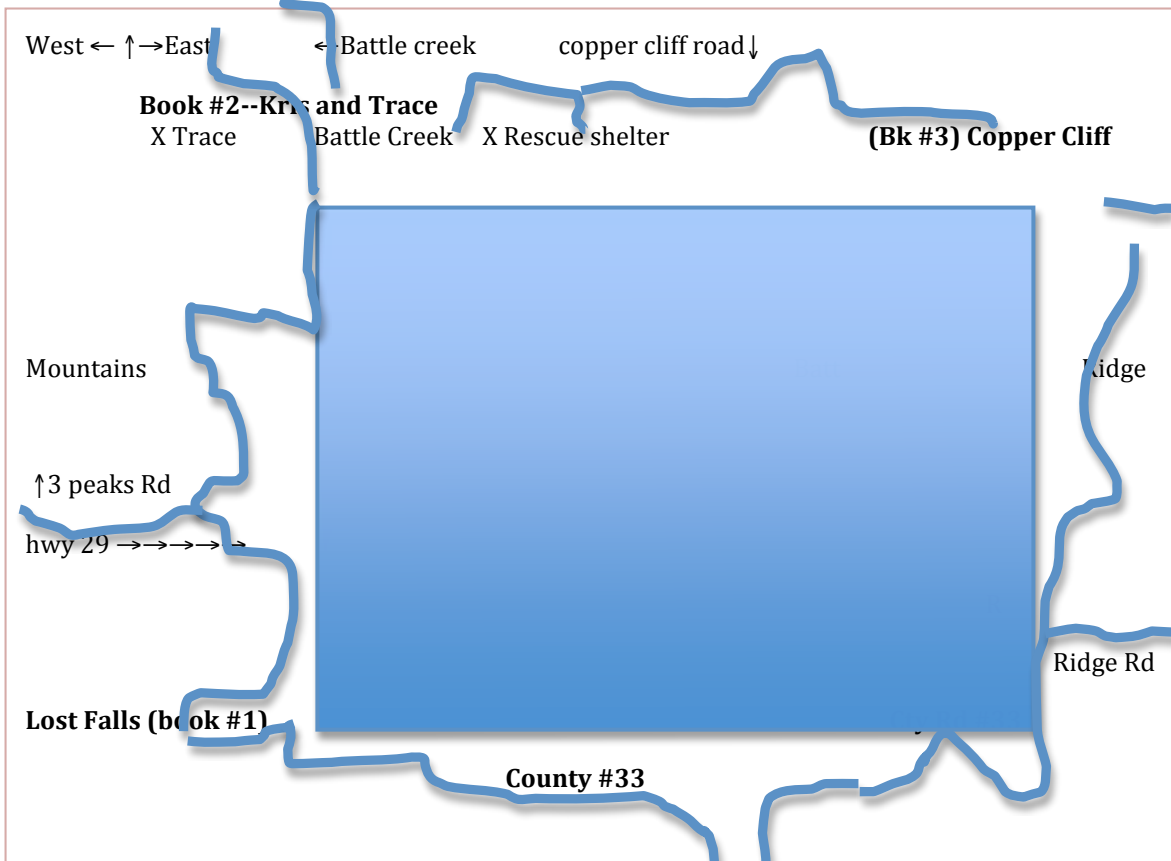 West ← ↑→East ←Battle creek copper cliff road↓
Book #2--Kris and Trace
X Trace (Battle Creek X Rescue shelter (Bk #3) Copper Cliff
Mountains Ridge
↑3 peaks Rd
hwy 29 →→→→→
Ridge Rd
Lost Falls (book #1)
County #33